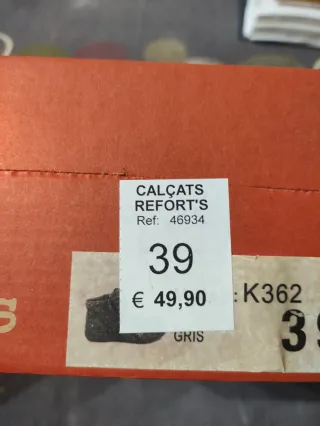 CALÇATS
REFORT'S
Ref: 46934
39
€ 49,90
: K362
39
GRIS
S